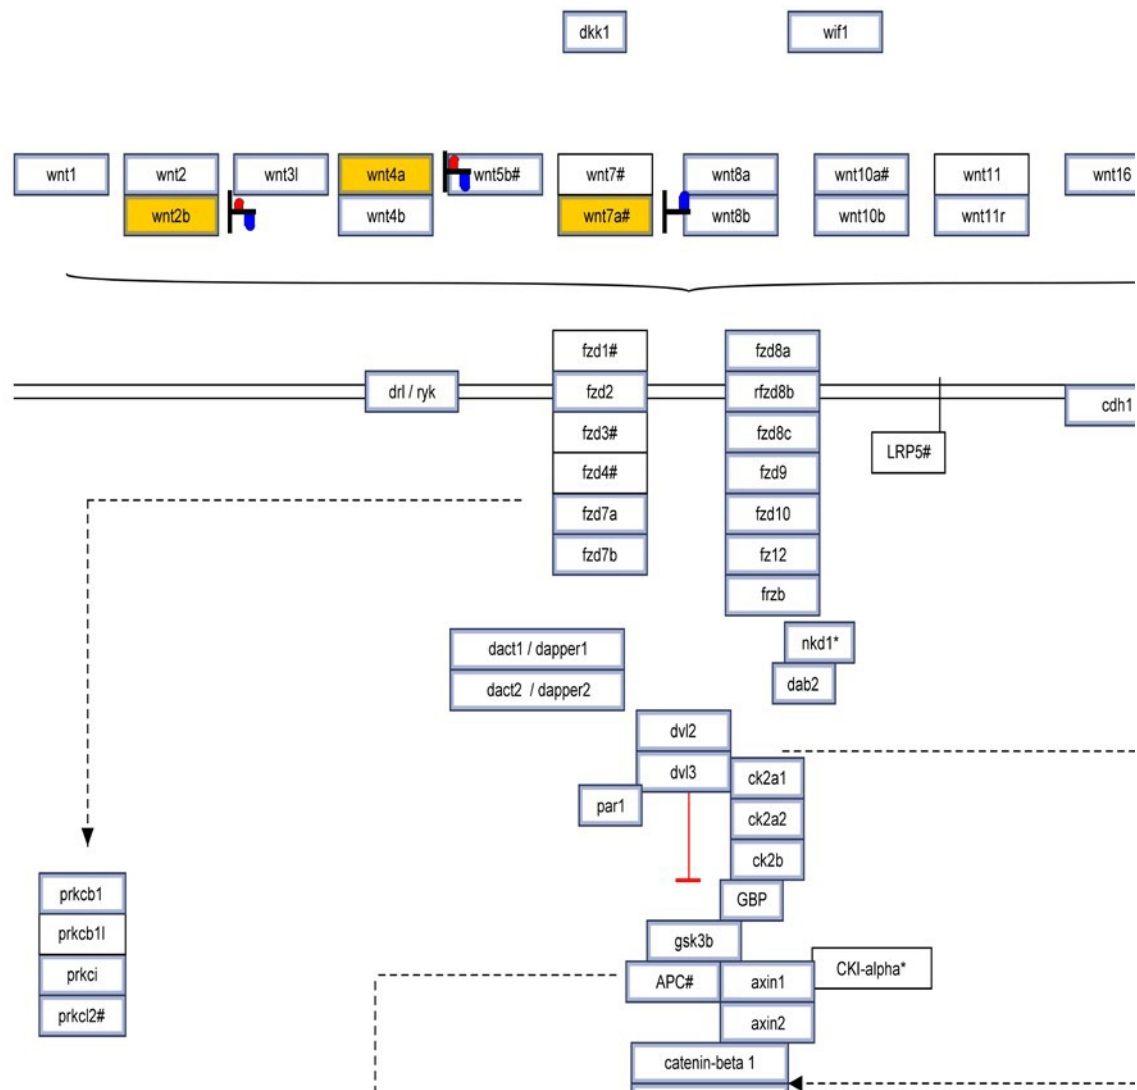 dkk1
wif1
wnt1
wnt2
wnt3l
wnt4a
wnt5b#
wnt7#
wnt8a
wnt10a#
wnt11
wnt16
wnt2b
wnt4b
wnt7a#
wnt8b
wnt10b
wnt11r
fzd1#
fzd8a
drl / ryk
fzd2
rfzd8b
cdh1
fzd3#
fzd8c
LRP5#
fzd4#
fzd9
fzd7a
fzd10
fzd7b
fz12
frzb
nkd1*
dact1 / dapper1
dab2
dact2 / dapper2
dvl2
dvl3
ck2a1
par1
ck2a2
ck2b
prkcb1
GBP
prkcb1l
gsk3b
prkci
APC#
axin1
CKI-alpha*
prkcl2#
axin2
catenin-beta 1